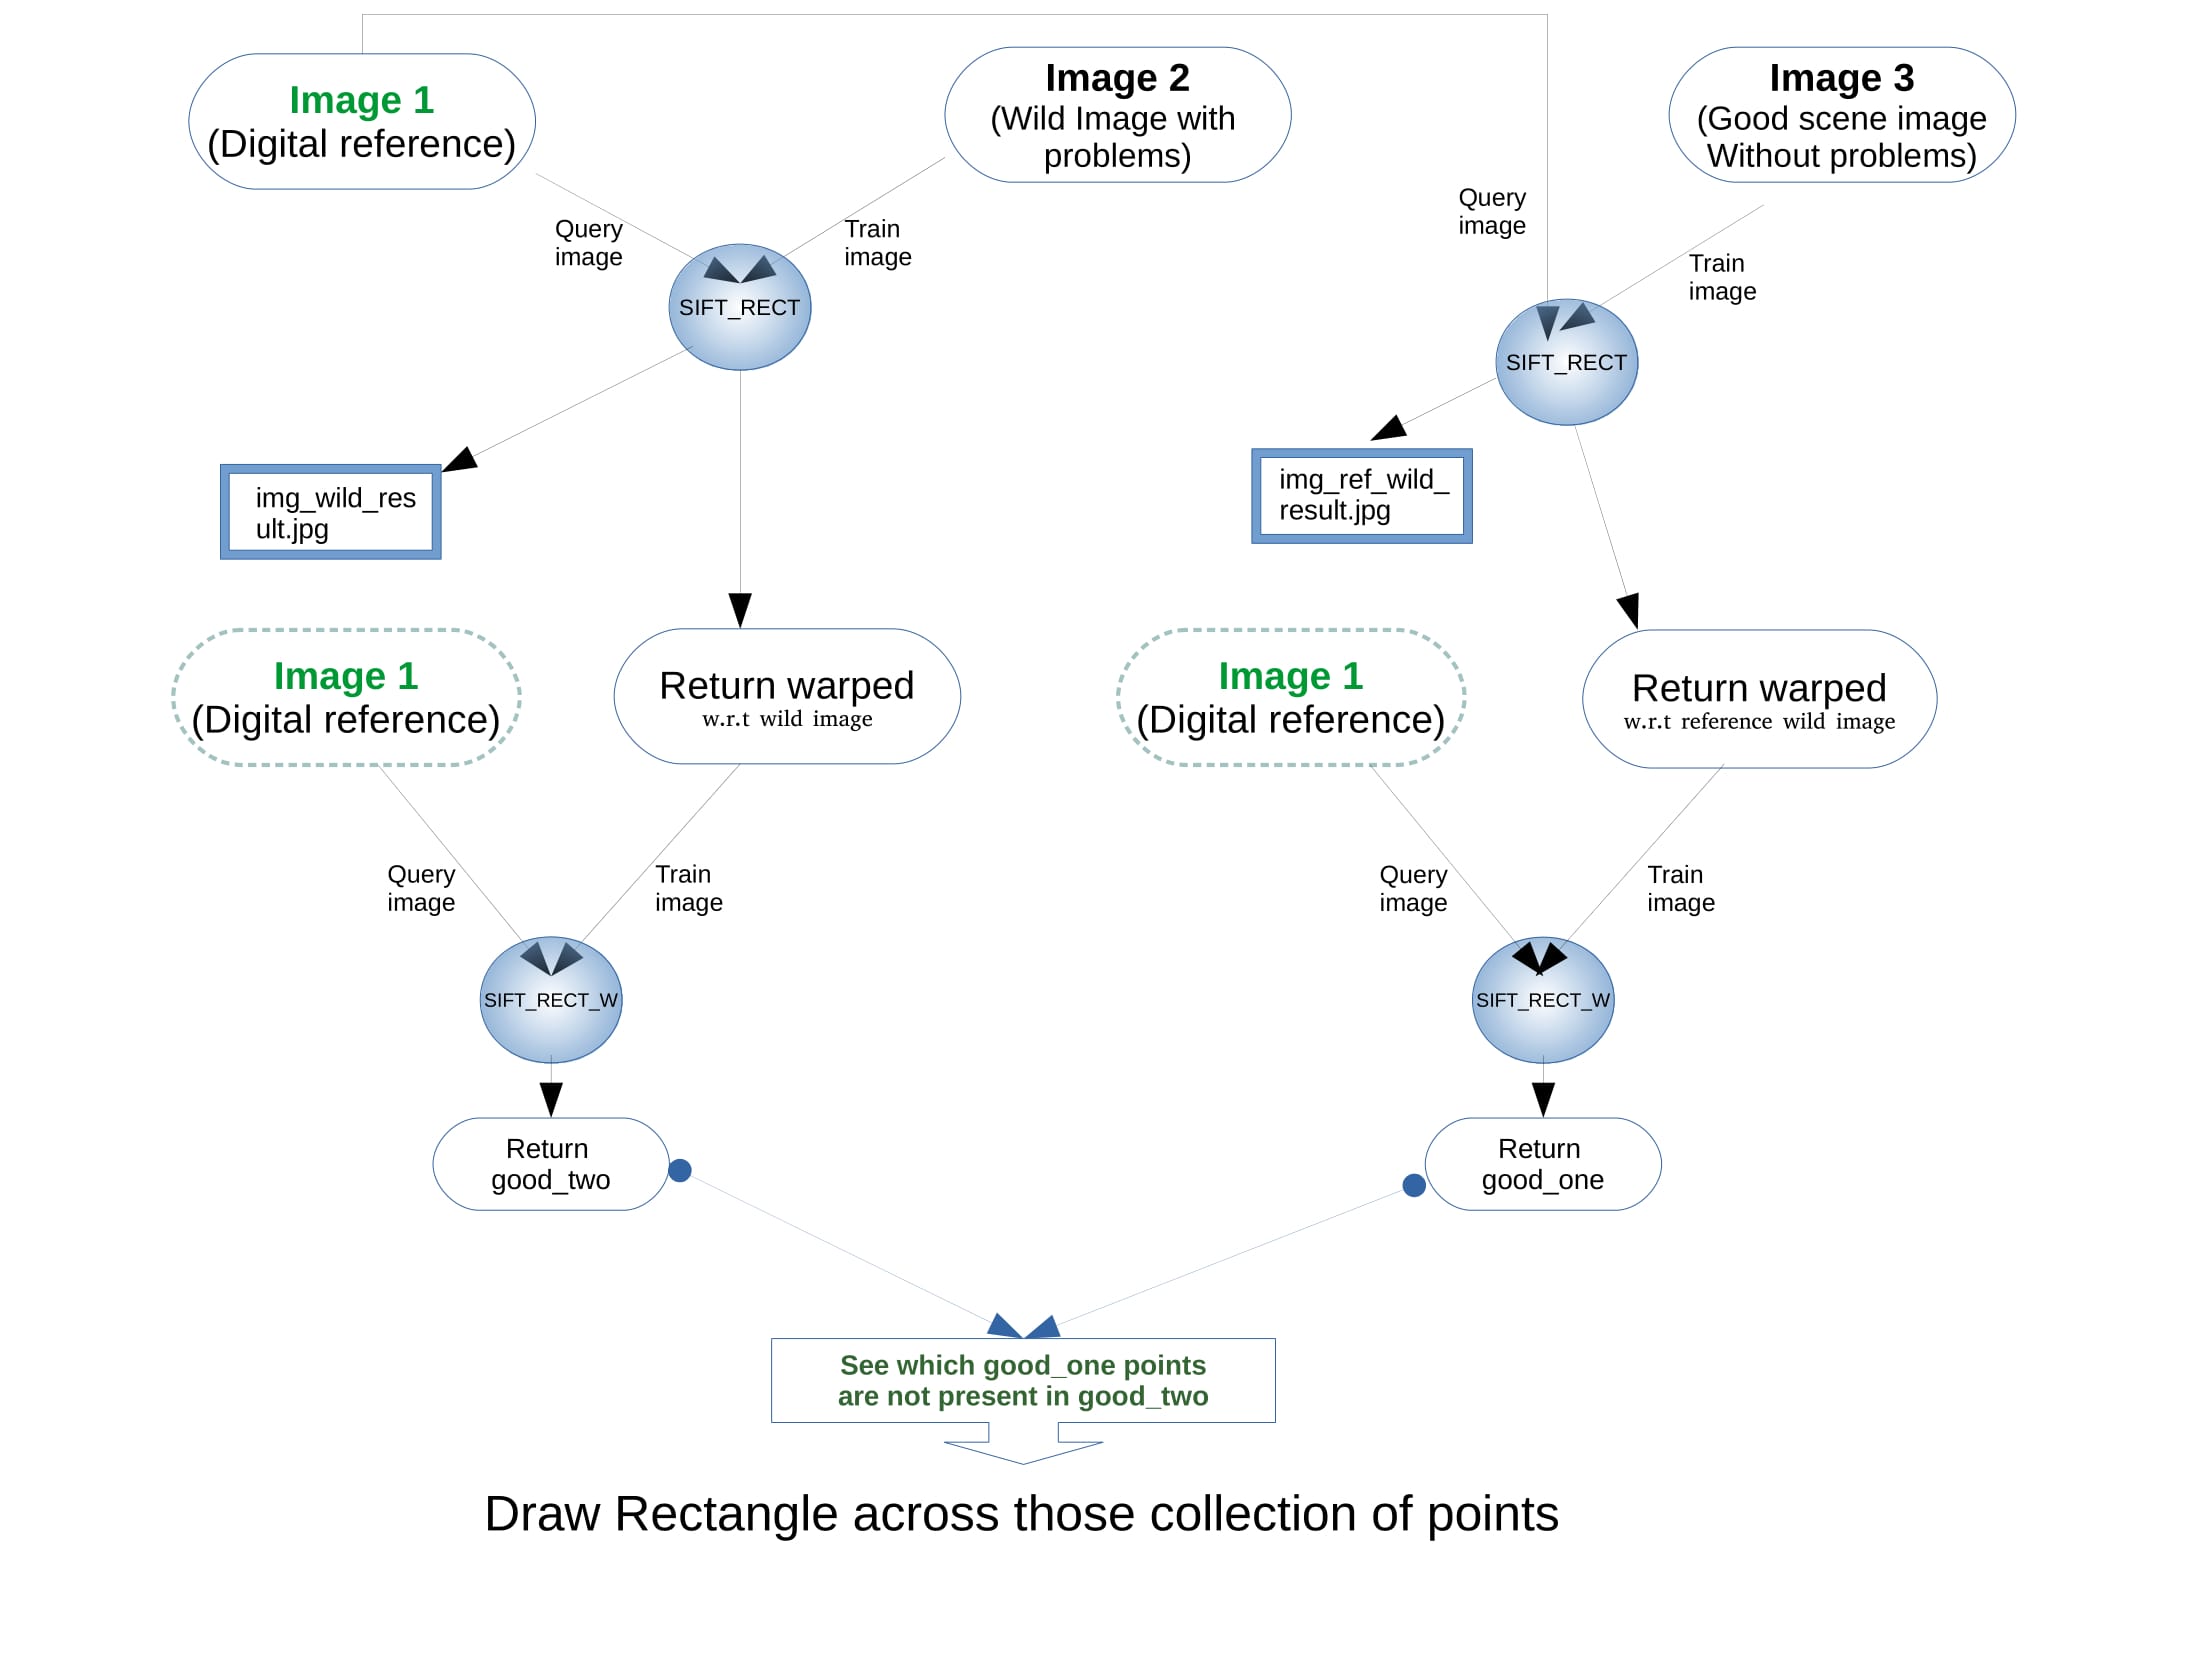 Image 1
(Digital reference)
Image 2
(Wild Image with
problems)
Image 3
(Good scene image
Without problems)
Query
image
Train
image
Query
image
Train
image
SIFT_RECT
SIFT_RECT
img_wild_res
ult.jpg
img_ref_wild_
result.jpg
Image 1
(Digital reference)
Return warped
w.r.t wild image
Image 1
(Digital reference)
Return warped
w.r.t reference wild image
Query
image
Train
image
Query
image
Train
image
SIFT_RECT_W
SIFT_RECT_W
Return
good_two
Return
good_one
See which good_one points
are not present in good_two
Draw Rectangle across those collection of points